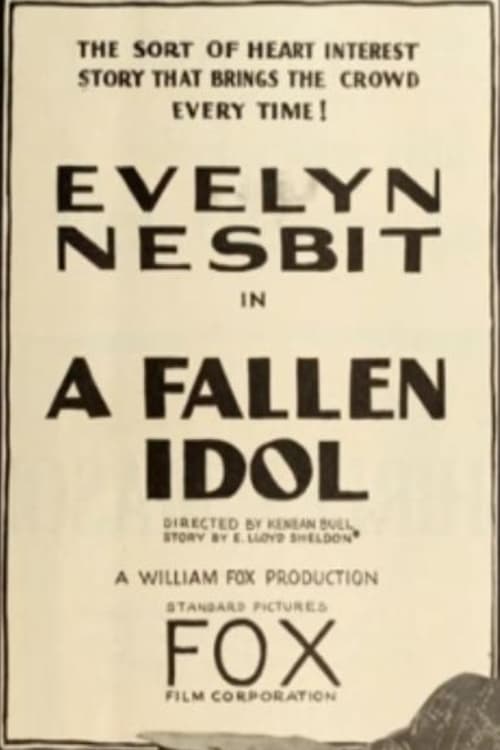 THE SORT OF HEART INTEREST
STORY THAT BRINGS THE CROWD
EVERY TIME!
EVELYN
NESBIT
IN
A FALLEN
IDOL
DIRECTED BY KENEAN BULL
STORY BY E. LLOYD SHELDON
A WILLIAM FOX PRODUCTION
STANDARD PICTURES
FOX
FILM CORPORATION